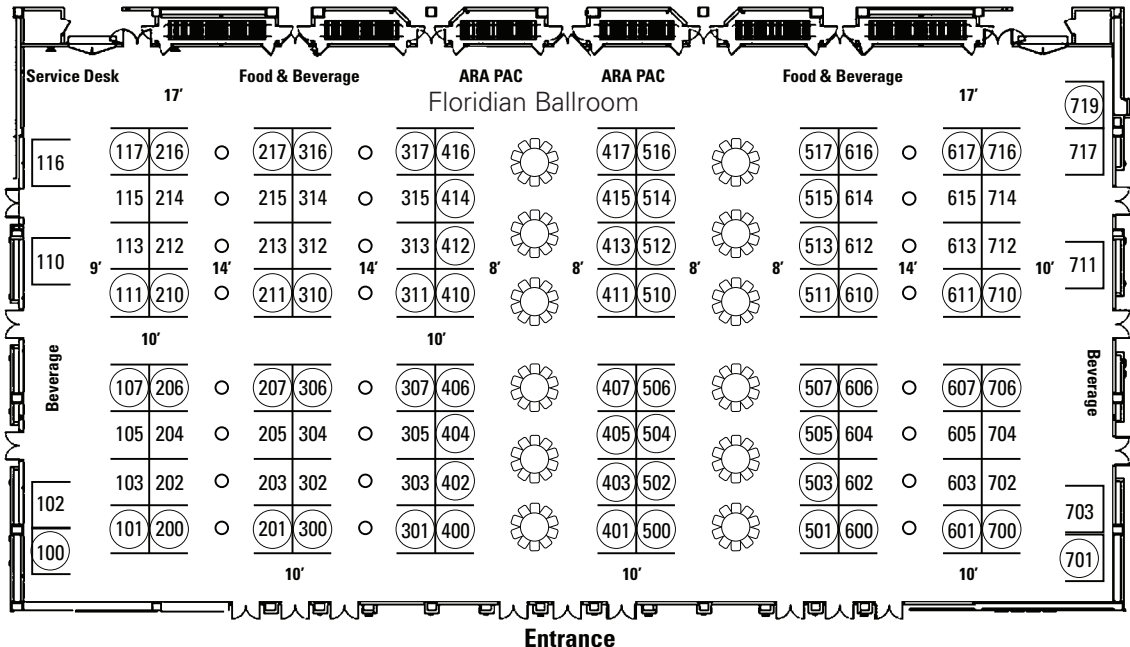 Service Desk Food & Beverage ARA PAC ARA PAC Food & Beverage
17′ Floridian Ballroom 17′
719
116 117 216 217 316 317 416 417 516 517 616 617 716 717
115 214 215 314 315 414 415 514 515 614 615 714
110 113 212 213 312 313 412 413 512 513 612 613 712 711
9′ 14′ 14′ 8′ 8′ 8′ 8′ 14′ 10′
111 210 211 310 311 410 411 510 511 610 611 710
10′ 10′
Beverage Beverage
107 206 207 306 307 406 407 506 507 606 607 706
105 204 205 304 305 404 405 504 505 604 605 704
103 202 203 302 303 402 403 502 503 602 603 702
102 703
101 200 201 300 301 400 401 500 501 600 601 700
100 701
10′ 10′ 10′
Entrance